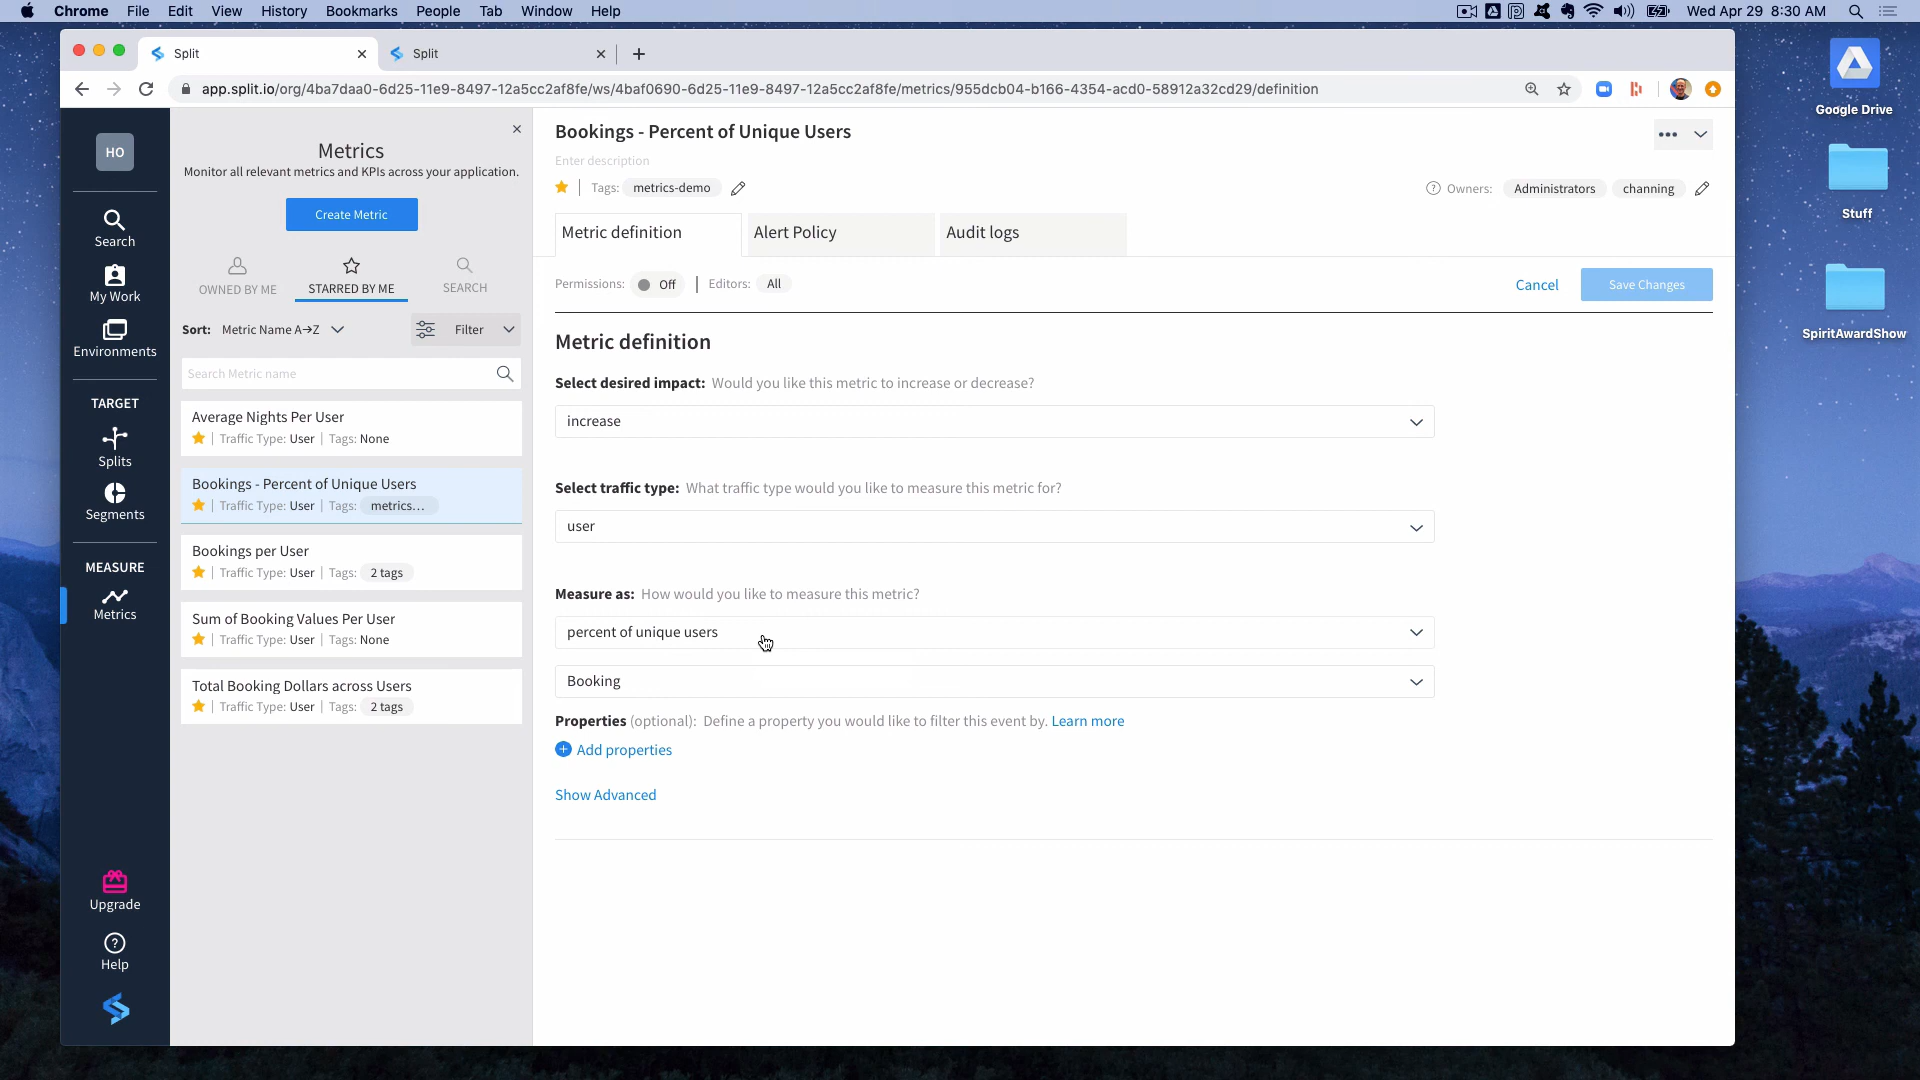 Chrome File Edit View History Bookmarks People Tab Window Help
Wed Apr 29 8:30 AM
Split
Split
app.split.io/org/4ba7daa0-6d25-11e9-8497-12a5cc2af8fe/ws/4baf0690-6d25-11e9-8497-12a5cc2af8fe/metrics/955dcb04-b166-4354-acd0-58912a32cd29/definition
HO
Search
My Work
Environments
TARGET
Splits
Segments
MEASURE
Metrics
Upgrade
Help
Metrics
Monitor all relevant metrics and KPIs across your application.
Create Metric
OWNED BY ME
STARRED BY ME
SEARCH
Sort: Metric Name A→Z
Filter
Search Metric name
Average Nights Per User
Traffic Type: User | Tags: None
Bookings - Percent of Unique Users
Traffic Type: User | Tags: metrics...
Bookings per User
Traffic Type: User | Tags: 2 tags
Sum of Booking Values Per User
Traffic Type: User | Tags: None
Total Booking Dollars across Users
Traffic Type: User | Tags: 2 tags
Bookings - Percent of Unique Users
Enter description
Tags: metrics-demo
Owners: Administrators channing
Metric definition
Alert Policy
Audit logs
Permissions: Off | Editors: All
Cancel
Save Changes
Metric definition
Select desired impact: Would you like this metric to increase or decrease?
increase
Select traffic type: What traffic type would you like to measure this metric for?
user
Measure as: How would you like to measure this metric?
percent of unique users
Booking
Properties (optional): Define a property you would like to filter this event by. Learn more
Add properties
Show Advanced
Google Drive
Stuff
SpiritAwardShow